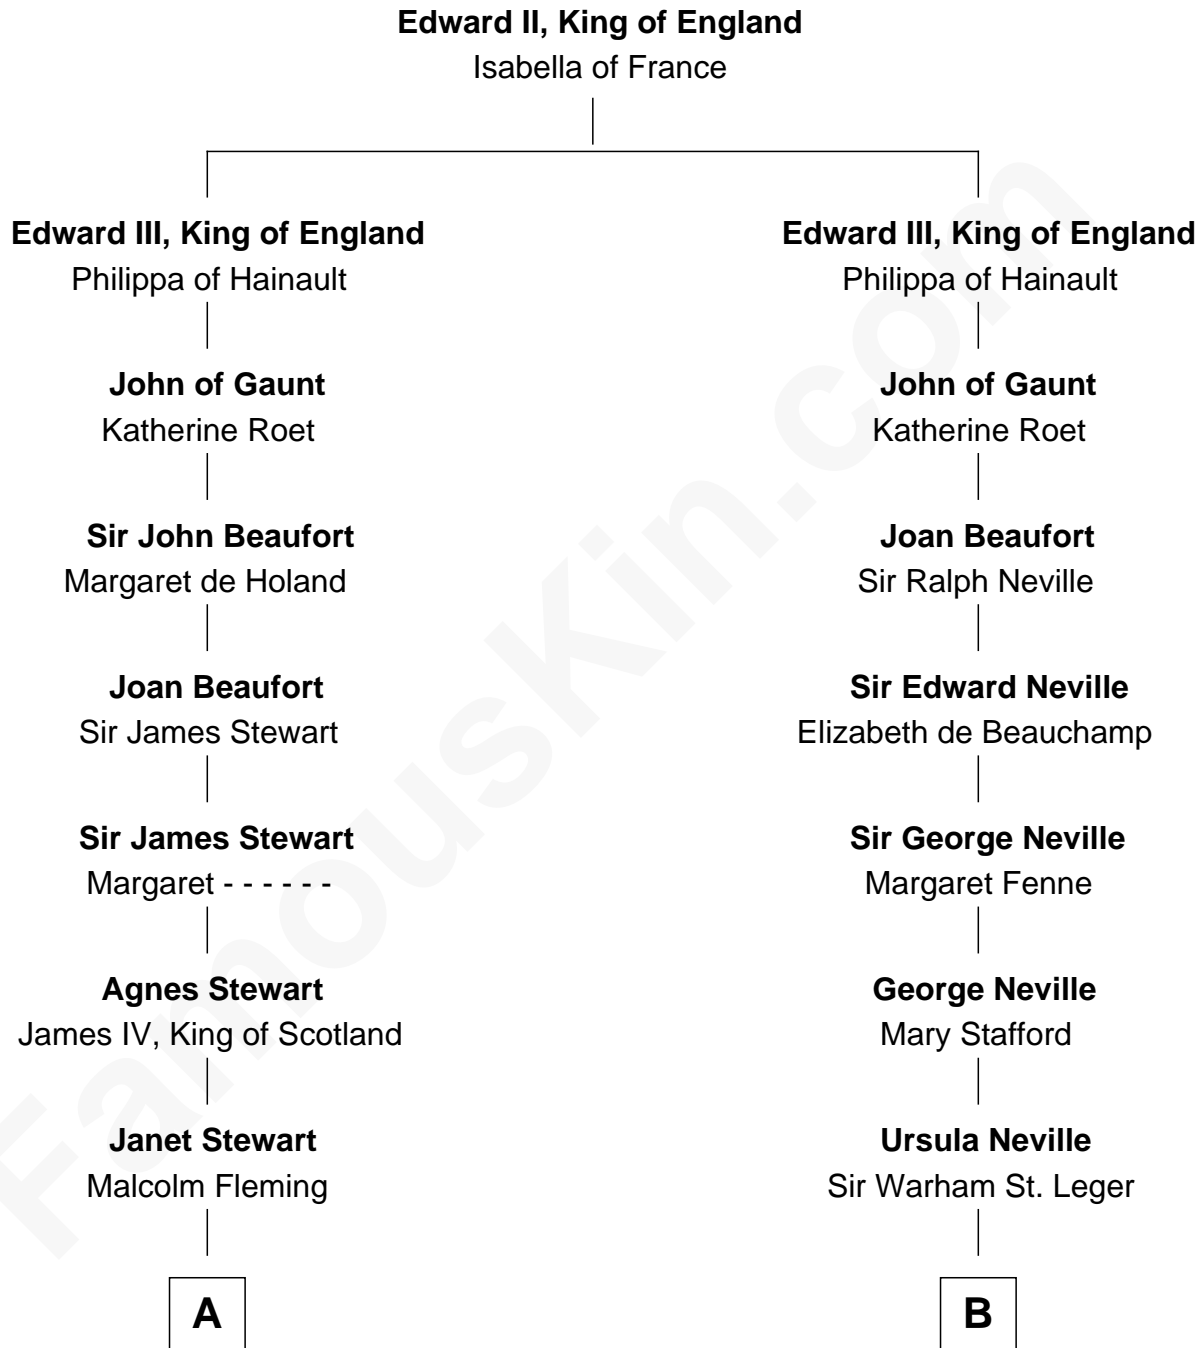 Edward II, King of England
Isabella of France
Edward III, King of England
Philippa of Hainault
John of Gaunt
Katherine Roet
Sir John Beaufort
Margaret de Holand
Joan Beaufort
Sir James Stewart
Sir James Stewart
Margaret - - - - - -
Agnes Stewart
James IV, King of Scotland
Janet Stewart
Malcolm Fleming
A
Edward III, King of England
Philippa of Hainault
John of Gaunt
Katherine Roet
Joan Beaufort
Sir Ralph Neville
Sir Edward Neville
Elizabeth de Beauchamp
Sir George Neville
Margaret Fenne
George Neville
Mary Stafford
Ursula Neville
Sir Warham St. Leger
B
FamousKin.com